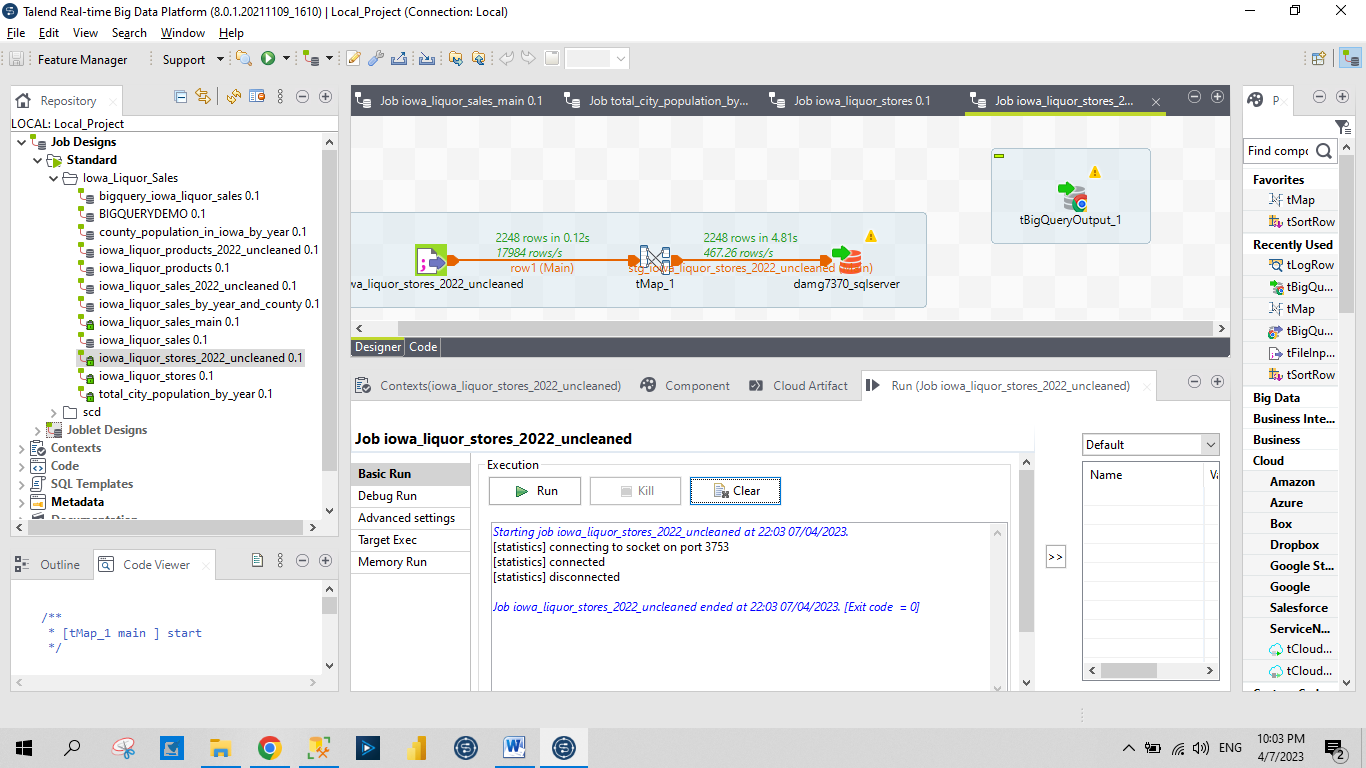 Talend Real-time Big Data Platform (8.0.1.20211109_1610) | Local_Project (Connection: Local)
File Edit View Search Window Help
Feature Manager Support
Repository
LOCAL: Local_Project
Job Designs
Standard
Iowa_Liquor_Sales
bigquery_iowa_liquor_sales 0.1
BIGQUERYDEMO 0.1
county_population_in_iowa_by_year 0.1
iowa_liquor_products_2022_uncleaned 0.1
iowa_liquor_products 0.1
iowa_liquor_sales_2022_uncleaned 0.1
iowa_liquor_sales_by_year_and_county 0.1
iowa_liquor_sales_main 0.1
iowa_liquor_sales 0.1
iowa_liquor_stores_2022_uncleaned 0.1
iowa_liquor_stores 0.1
total_city_population_by_year 0.1
scd
Joblet Designs
Contexts
Code
SQL Templates
Metadata
Outline Code Viewer
/**
* [tMap_1 main ] start
*/
Job iowa_liquor_sales_main 0.1 Job total_city_population_by... Job iowa_liquor_stores 0.1 Job iowa_liquor_stores_2...
tBigQueryOutput_1
2248 rows in 0.12s 2248 rows in 4.81s
17984 rows/s 467.26 rows/s
row1 (Main)
wa_liquor_stores_2022_uncleaned tMap_1 damg7370_sqlserver
Designer Code
Contexts(iowa_liquor_stores_2022_uncleaned) Component Cloud Artifact Run (Job iowa_liquor_stores_2022_uncleaned)
Job iowa_liquor_stores_2022_uncleaned
Basic Run
Debug Run
Advanced settings
Target Exec
Memory Run
Execution
Run Kill Clear
Starting job iowa_liquor_stores_2022_uncleaned at 22:03 07/04/2023.
[statistics] connecting to socket on port 3753
[statistics] connected
[statistics] disconnected
Job iowa_liquor_stores_2022_uncleaned ended at 22:03 07/04/2023. [Exit code = 0]
>>
Default
Name Va
P
Find compo
Favorites
tMap
tSortRow
Recently Used
tLogRow
tBigQu...
tMap
tBigQu...
tFileInp...
tSortRow
Big Data
Business Inte...
Business
Cloud
Amazon
Azure
Box
Dropbox
Google St...
Google
Salesforce
ServiceN...
tCloud...
tCloud...
ENG
10:03 PM
4/7/2023
2